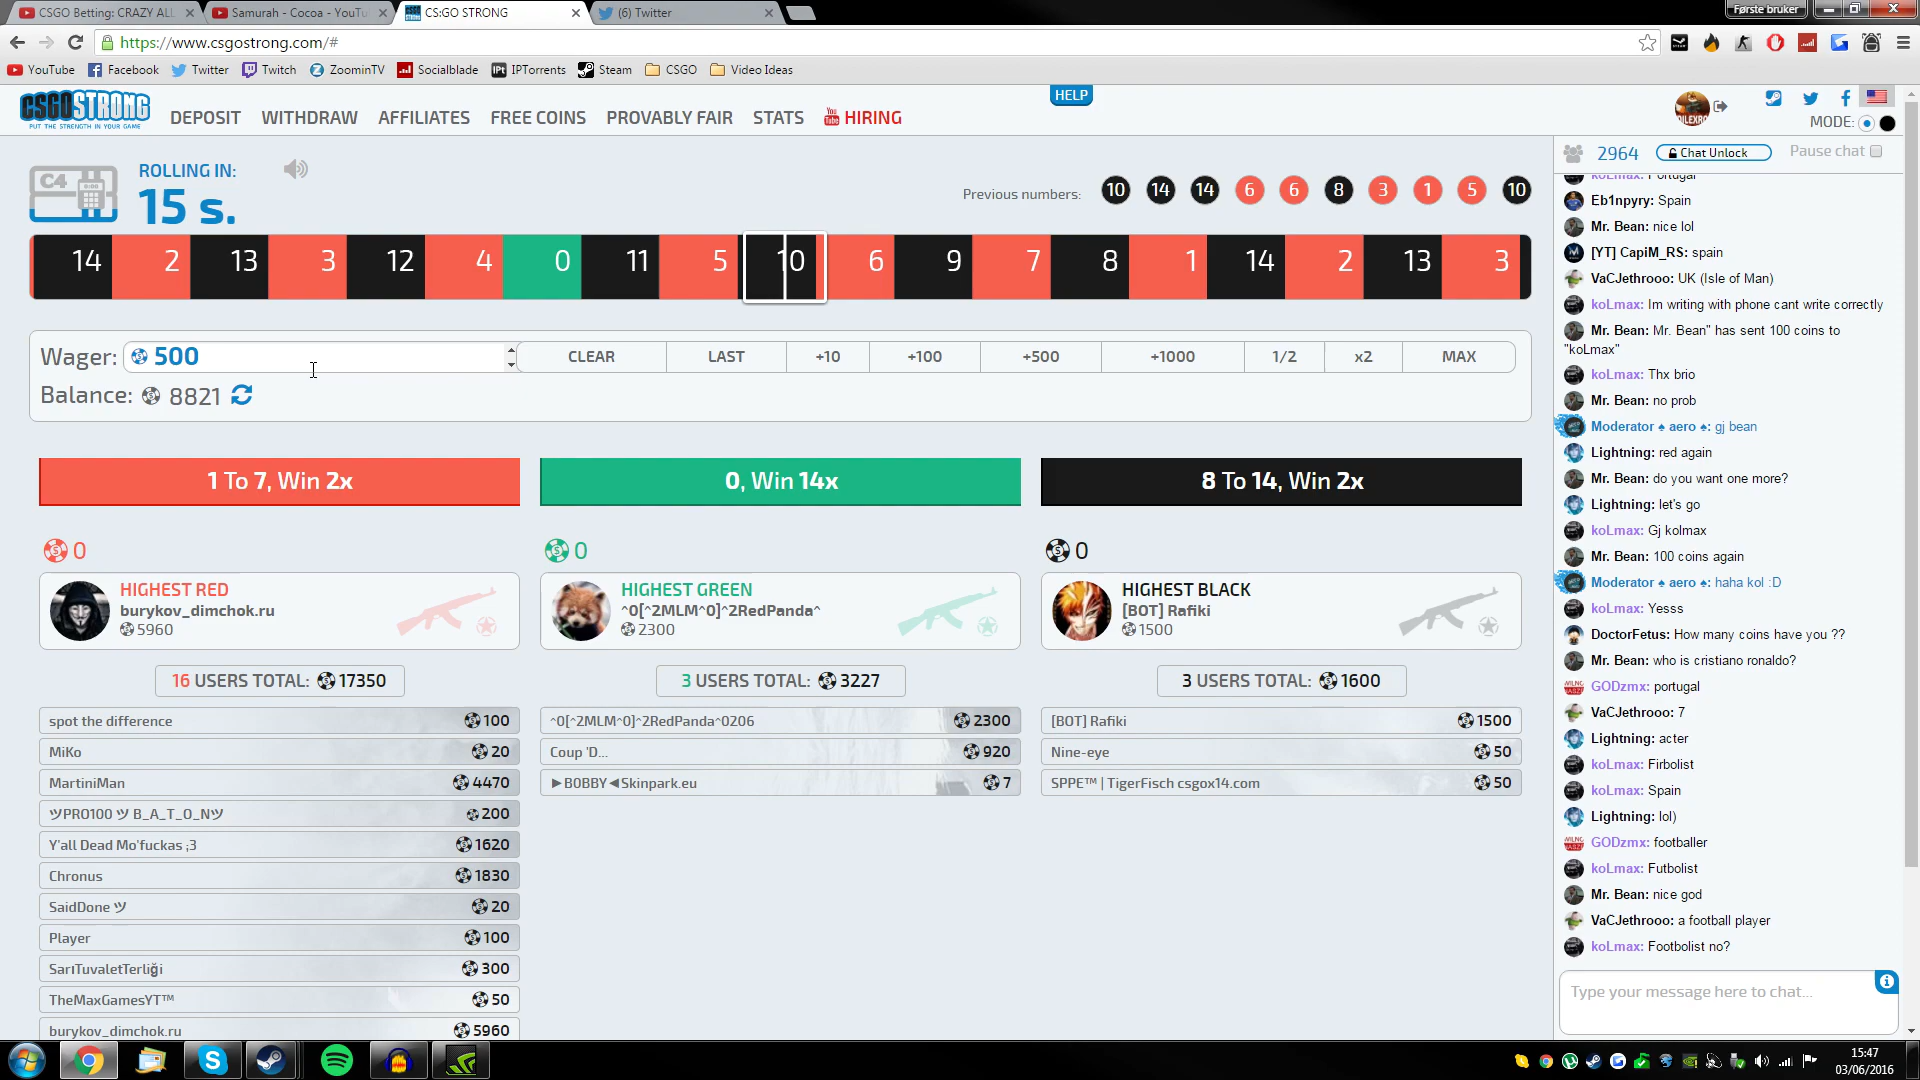 CSGO Betting: CRAZY ALL
Samurah - Cocoa - YouTu
CS:GO STRONG
(6) Twitter
Første bruker
https://www.csgostrong.com/#
YouTube
Facebook
Twitter
Twitch
ZoominTV
Socialblade
IPTorrents
Steam
CSGO
Video Ideas
CSGOSTRONG
PUT THE STRENGTH IN YOUR GAME
DEPOSIT
WITHDRAW
AFFILIATES
FREE COINS
PROVABLY FAIR
STATS
You Tube HIRING
HELP
MODE:
C4
ROLLING IN:
15 s.
Previous numbers: 10 14 14 6 6 8 3 1 5 10
14 2 13 3 12 4 0 11 5 10 6 9 7 8 1 14 2 13 3
Wager: 500
CLEAR LAST +10 +100 +500 +1000 1/2 x2 MAX
Balance: 8821
1 To 7, Win 2x
0, Win 14x
8 To 14, Win 2x
0
0
0
HIGHEST RED
burykov_dimchok.ru
5960
HIGHEST GREEN
^0[^2MLM^0]^2RedPanda^
2300
HIGHEST BLACK
[BOT] Rafiki
1500
16 USERS TOTAL: 17350
3 USERS TOTAL: 3227
3 USERS TOTAL: 1600
spot the difference 100
MiKo 20
MartiniMan 4470
ツPRO100 ツ B_A_T_O_Nツ 200
Y'all Dead Mo'fuckas ;3 1620
Chronus 1830
SaidDone ツ 20
Player 100
SarıTuvaletTerliği 300
TheMaxGamesYT™ 50
burykov_dimchok.ru 5960
^0[^2MLM^0]^2RedPanda^0206 2300
Coup 'D... 920
►B0BBY◄Skinpark.eu 7
[BOT] Rafiki 1500
Nine-eye 50
SPPE™ | TigerFisch csgox14.com 50
2964
Chat Unlock
Pause chat
koLmax: Portugal
Eb1npyry: Spain
Mr. Bean: nice lol
[YT] CapiM_RS: spain
VaCJethrooo: UK (Isle of Man)
koLmax: Im writing with phone cant write correctly
Mr. Bean: Mr. Bean" has sent 100 coins to
"koLmax"
koLmax: Thx brio
Mr. Bean: no prob
Moderator ♠ aero ♠: gj bean
Lightning: red again
Mr. Bean: do you want one more?
Lightning: let's go
koLmax: Gj kolmax
Mr. Bean: 100 coins again
Moderator ♠ aero ♠: haha kol :D
koLmax: Yesss
DoctorFetus: How many coins have you ??
Mr. Bean: who is cristiano ronaldo?
GODzmx: portugal
VaCJethrooo: 7
Lightning: acter
koLmax: Firbolist
koLmax: Spain
Lightning: lol)
GODzmx: footballer
koLmax: Futbolist
Mr. Bean: nice god
VaCJethrooo: a football player
koLmax: Footbolist no?
Type your message here to chat...
15:47
03/06/2016